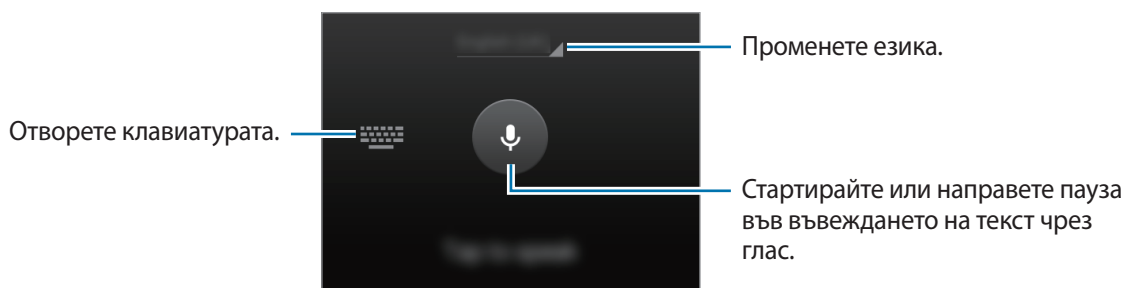 Променете езика.
Отворете клавиатурата.
Стартирайте или направете пауза
във въвеждането на текст чрез
глас.